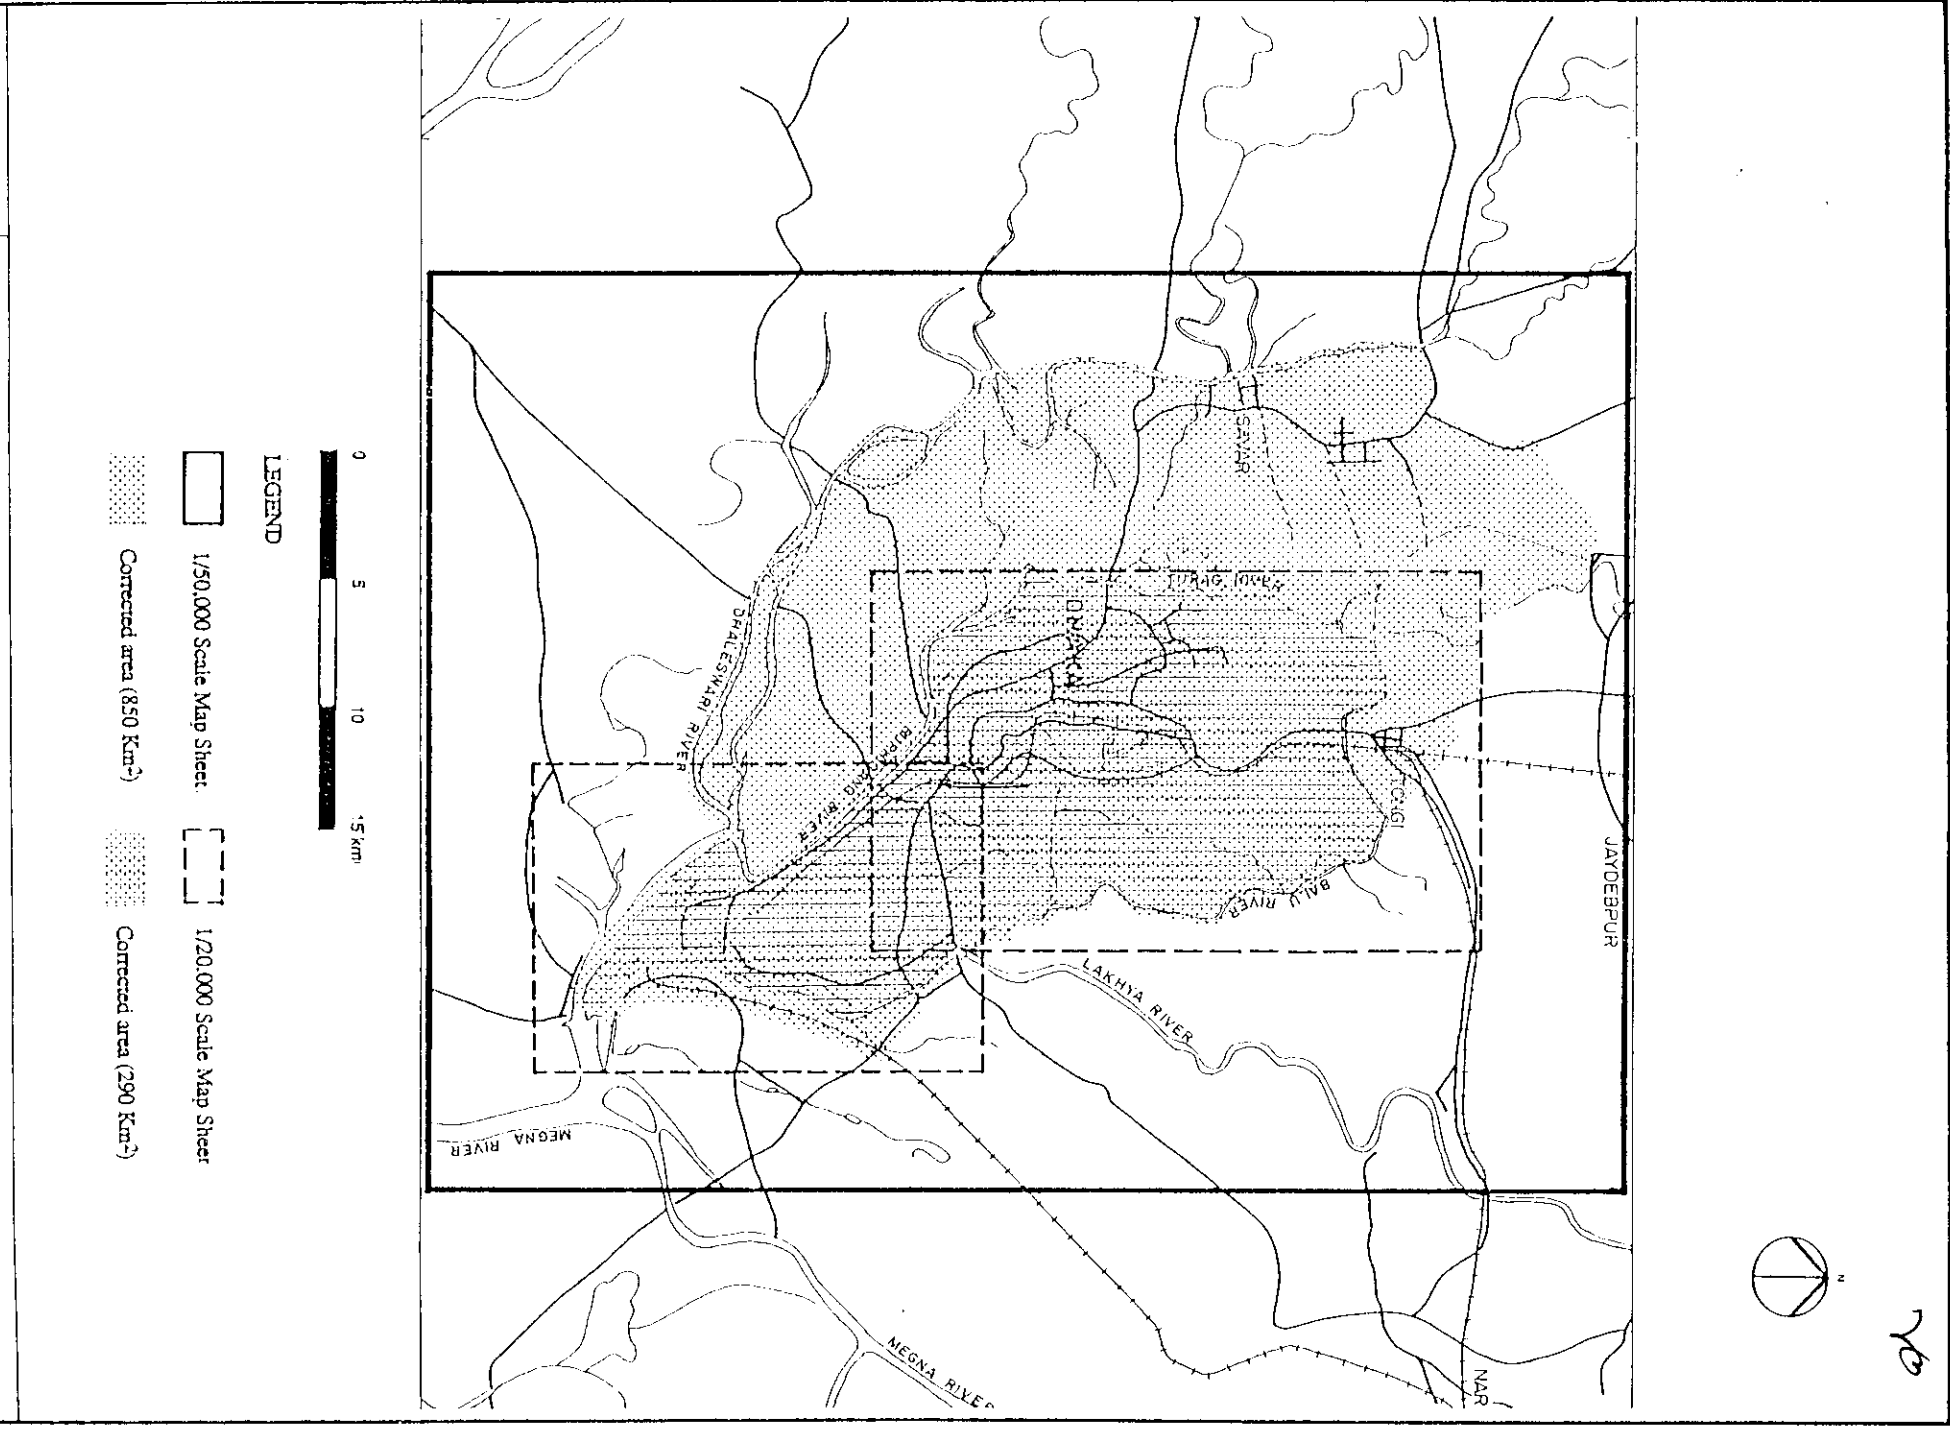 N
JAYDEBPUR
NAR
TONGI
SAVAR
TURAG RIVER
BALU RIVER
LAKHYA RIVER
DHAKA
MEGNA RIVER
DHALESWARI RIVER
RIVER
MEGNA RIVER
0 5 10 15 km
LEGEND
1/50,000 Scale Map Sheet
1/20.000 Scale Map Sheet
Corrected area (850 Km²)
Corrected area (290 Km²)